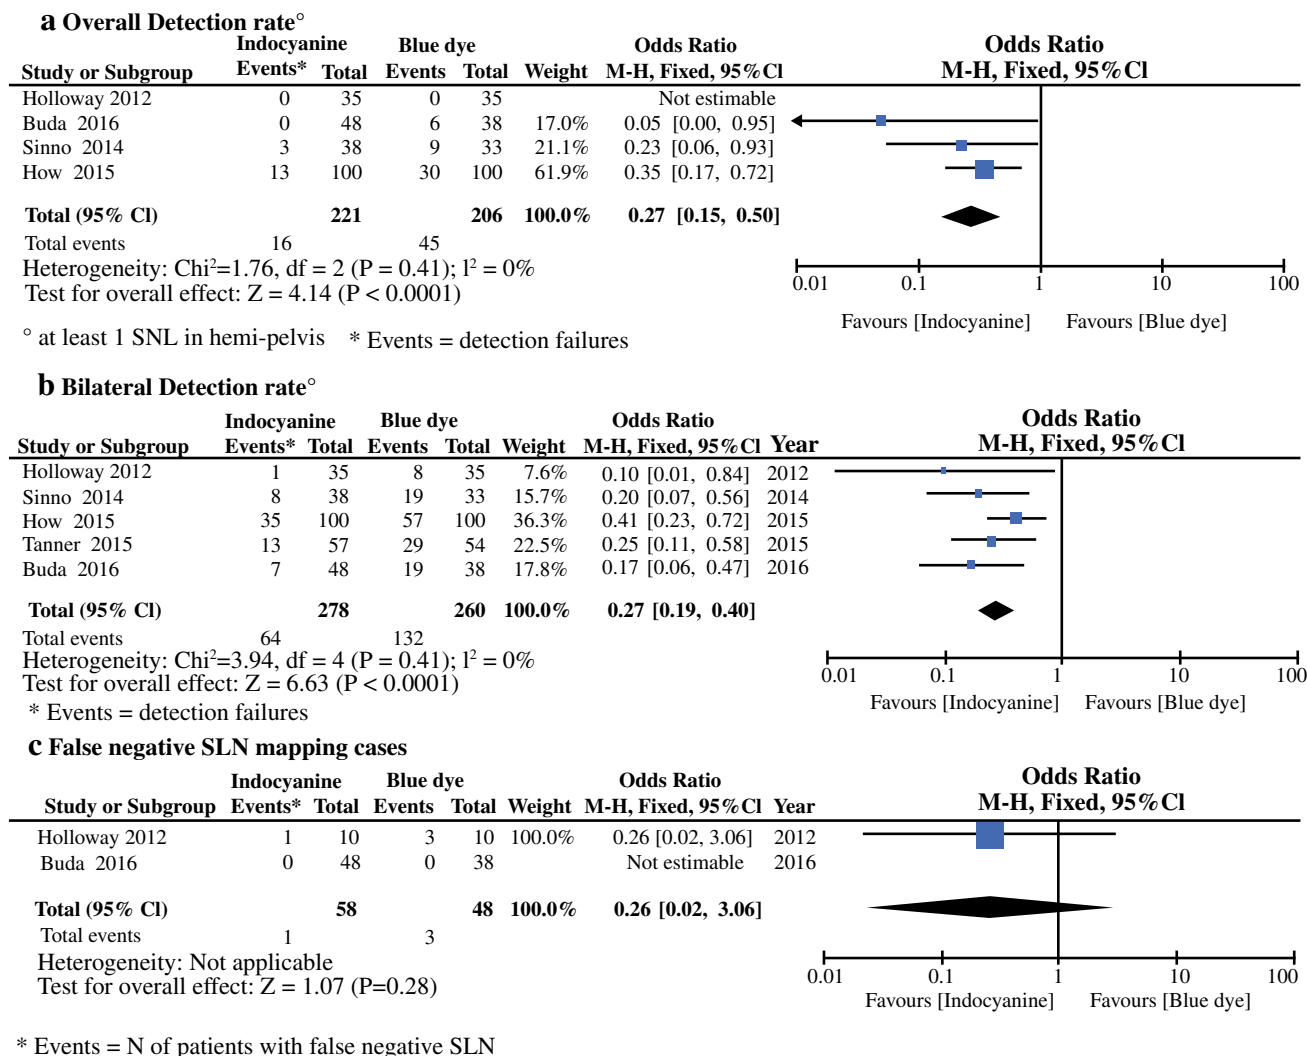 a Overall Detection rate°
Indocyanine Blue dye Odds Ratio Odds Ratio
Study or Subgroup Events* Total Events Total Weight M-H, Fixed, 95%Cl M-H, Fixed, 95%Cl
Holloway 2012 0 35 0 35 Not estimable
Buda 2016 0 48 6 38 17.0% 0.05 [0.00, 0.95]
Sinno 2014 3 38 9 33 21.1% 0.23 [0.06, 0.93]
How 2015 13 100 30 100 61.9% 0.35 [0.17, 0.72]
Total (95% Cl) 221 206 100.0% 0.27 [0.15, 0.50]
Total events 16 45
Heterogeneity: Chi²=1.76, df = 2 (P = 0.41); l² = 0%
Test for overall effect: Z = 4.14 (P < 0.0001)
0.01 0.1 1 10 100
Favours [Indocyanine] Favours [Blue dye]
° at least 1 SNL in hemi-pelvis * Events = detection failures
b Bilateral Detection rate°
Indocyanine Blue dye Odds Ratio Odds Ratio
Study or Subgroup Events* Total Events Total Weight M-H, Fixed, 95%Cl Year M-H, Fixed, 95%Cl
Holloway 2012 1 35 8 35 7.6% 0.10 [0.01, 0.84] 2012
Sinno 2014 8 38 19 33 15.7% 0.20 [0.07, 0.56] 2014
How 2015 35 100 57 100 36.3% 0.41 [0.23, 0.72] 2015
Tanner 2015 13 57 29 54 22.5% 0.25 [0.11, 0.58] 2015
Buda 2016 7 48 19 38 17.8% 0.17 [0.06, 0.47] 2016
Total (95% Cl) 278 260 100.0% 0.27 [0.19, 0.40]
Total events 64 132
Heterogeneity: Chi²=3.94, df = 4 (P = 0.41); l² = 0%
Test for overall effect: Z = 6.63 (P < 0.0001)
0.01 0.1 1 10 100
Favours [Indocyanine] Favours [Blue dye]
* Events = detection failures
c False negative SLN mapping cases
Indocyanine Blue dye Odds Ratio Odds Ratio
Study or Subgroup Events* Total Events Total Weight M-H, Fixed, 95%Cl Year M-H, Fixed, 95%Cl
Holloway 2012 1 10 3 10 100.0% 0.26 [0.02, 3.06] 2012
Buda 2016 0 48 0 38 Not estimable 2016
Total (95% Cl) 58 48 100.0% 0.26 [0.02, 3.06]
Total events 1 3
Heterogeneity: Not applicable
Test for overall effect: Z = 1.07 (P=0.28)
0.01 0.1 1 10 100
Favours [Indocyanine] Favours [Blue dye]
* Events = N of patients with false negative SLN